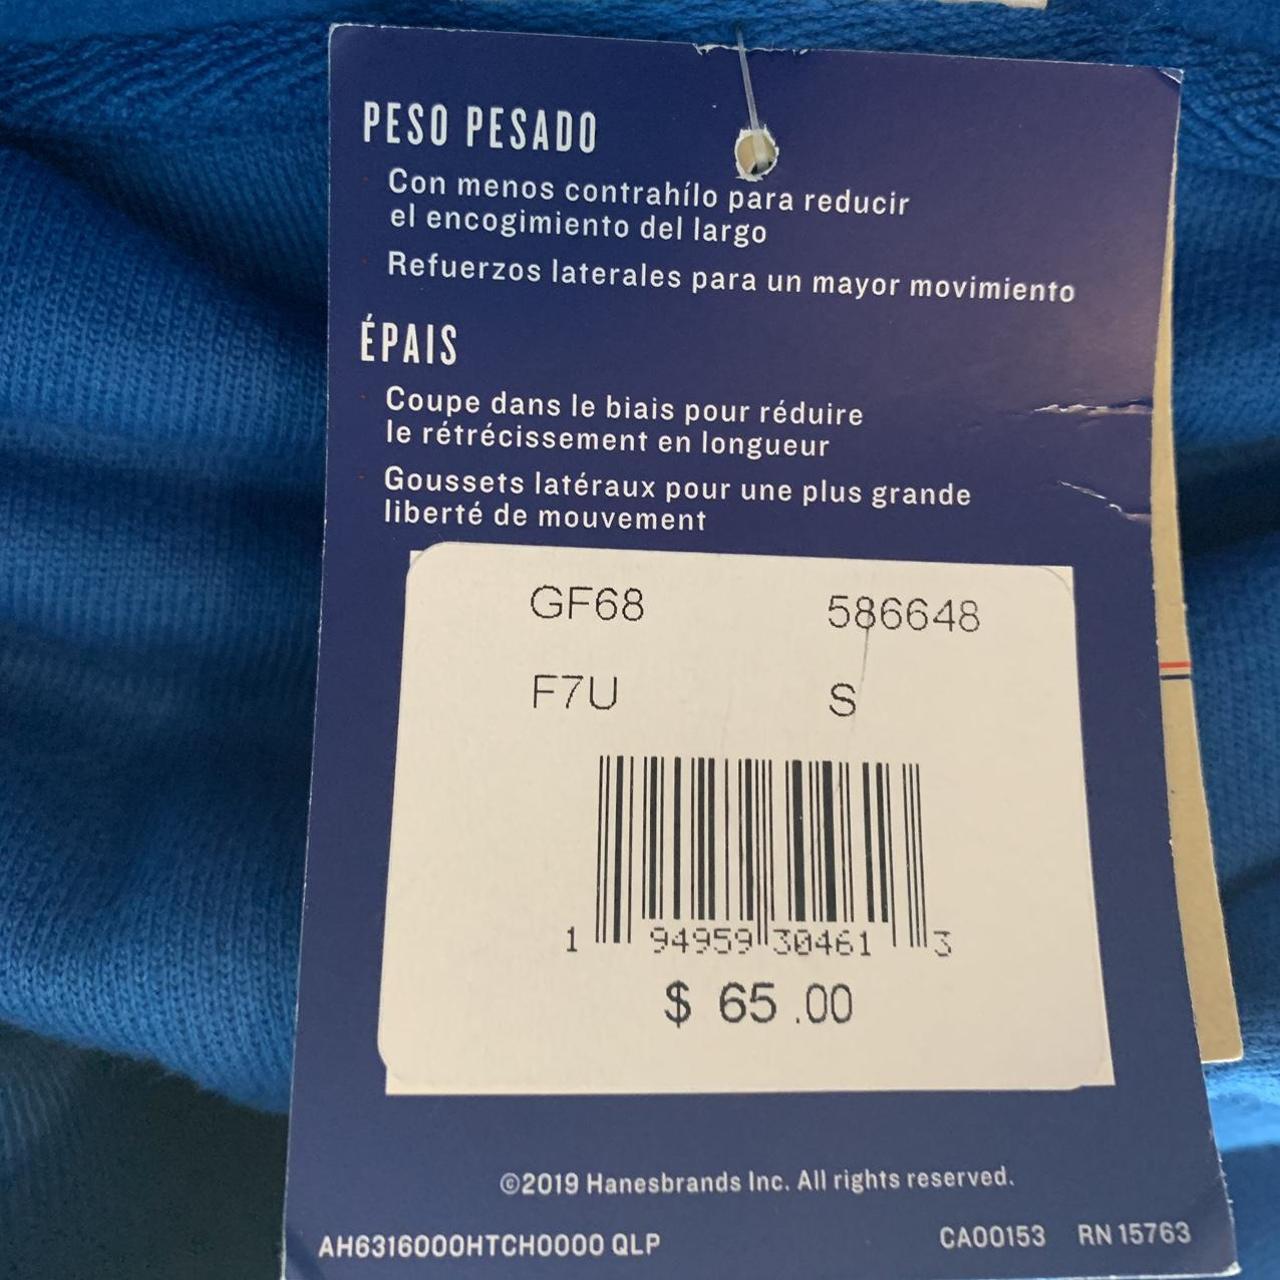 PESO PESADO
Con menos contrahílo para reducir
el encogimiento del largo
Refuerzos laterales para un mayor movimiento
ÉPAIS
Coupe dans le biais pour réduire
le rétrécissement en longueur
Goussets latéraux pour une plus grande
liberté de mouvement
GF68 586648
F7U S
1 94959 30461 3
$ 65.00
©2019 Hanesbrands Inc. All rights reserved.
AH6316000HTCH0000 QLP CA00153 RN 15763